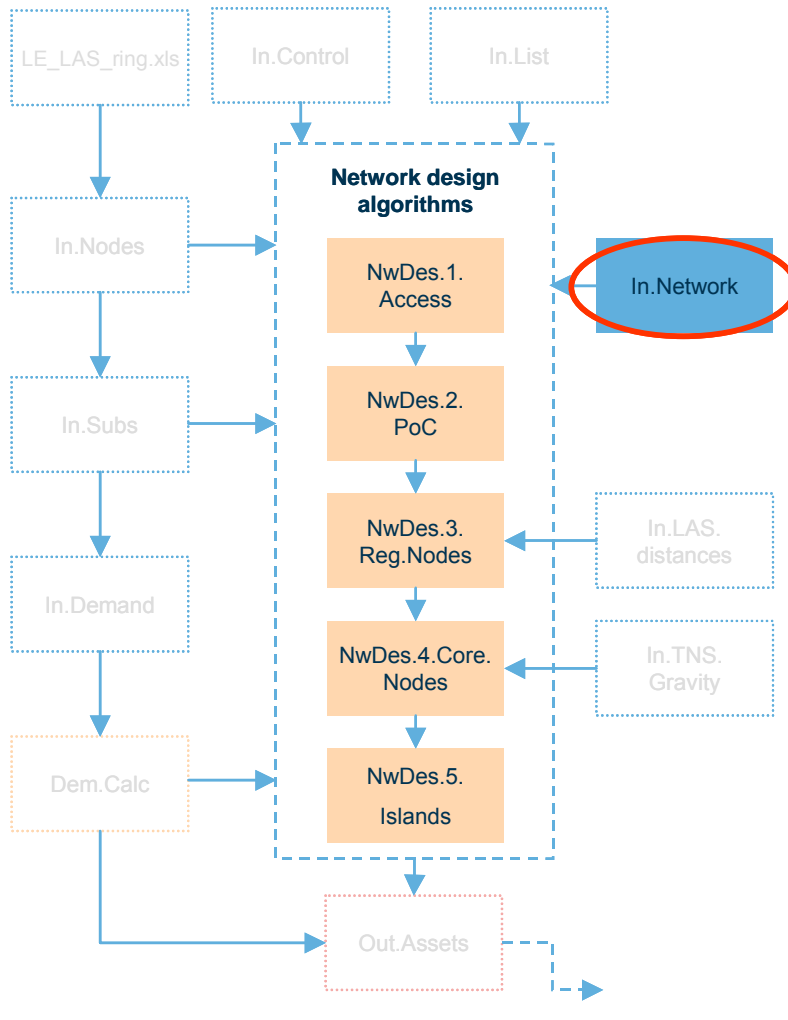 LE_LAS_ring.xls
In.Control
In.List
Network design
algorithms
In.Nodes
NwDes.1.
Access
In.Network
NwDes.2.
PoC
In.Subs
NwDes.3.
Reg.Nodes
In.LAS.
distances
In.Demand
NwDes.4.Core.
Nodes
In.TNS.
Gravity
Dem.Calc
NwDes.5.
Islands
Out.Assets